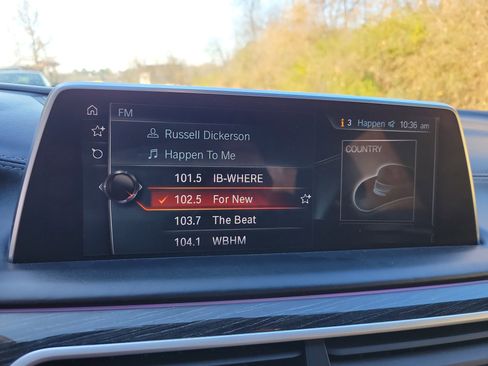 FM
i 3 Happen 10:36 am
Russell Dickerson
Happen To Me
COUNTRY
101.5 IB-WHERE
102.5 For New
103.7 The Beat
104.1 WBHM